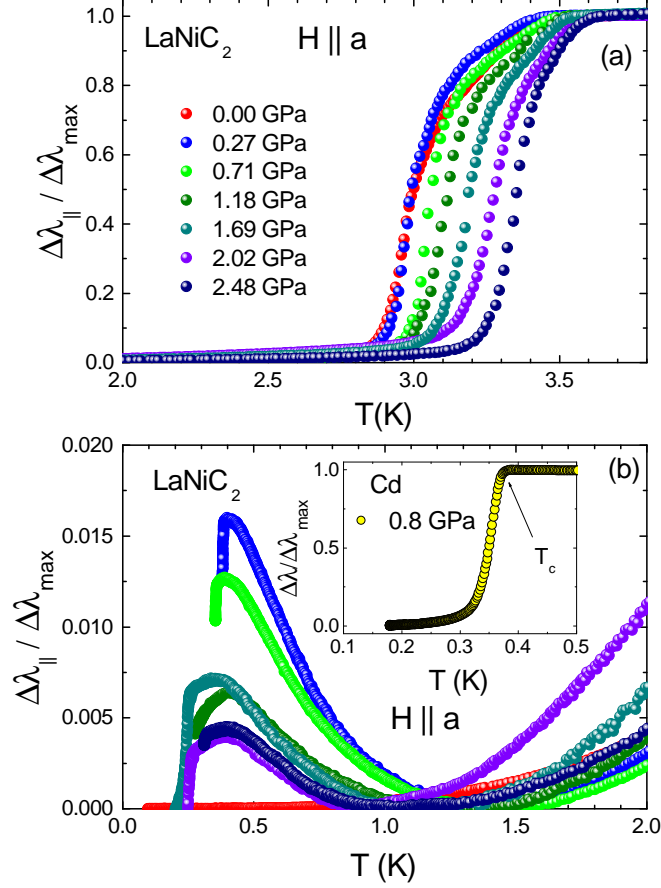 LaNiC2 H || a (a)
0.00 GPa
0.27 GPa
0.71 GPa
1.18 GPa
1.69 GPa
2.02 GPa
2.48 GPa
Δλ|| / Δλmax
1.0
0.8
0.6
0.4
0.2
0.0
2.0 2.5 3.0 3.5
T(K)
LaNiC2 (b)
Δλ|| / Δλmax
0.020
0.015
0.010
0.005
0.000
Δλ/Δλmax
1.0
0.5
0.0
Cd
0.8 GPa
Tc
0.1 0.2 0.3 0.4 0.5
T (K)
H || a
0.0 0.5 1.0 1.5 2.0
T (K)